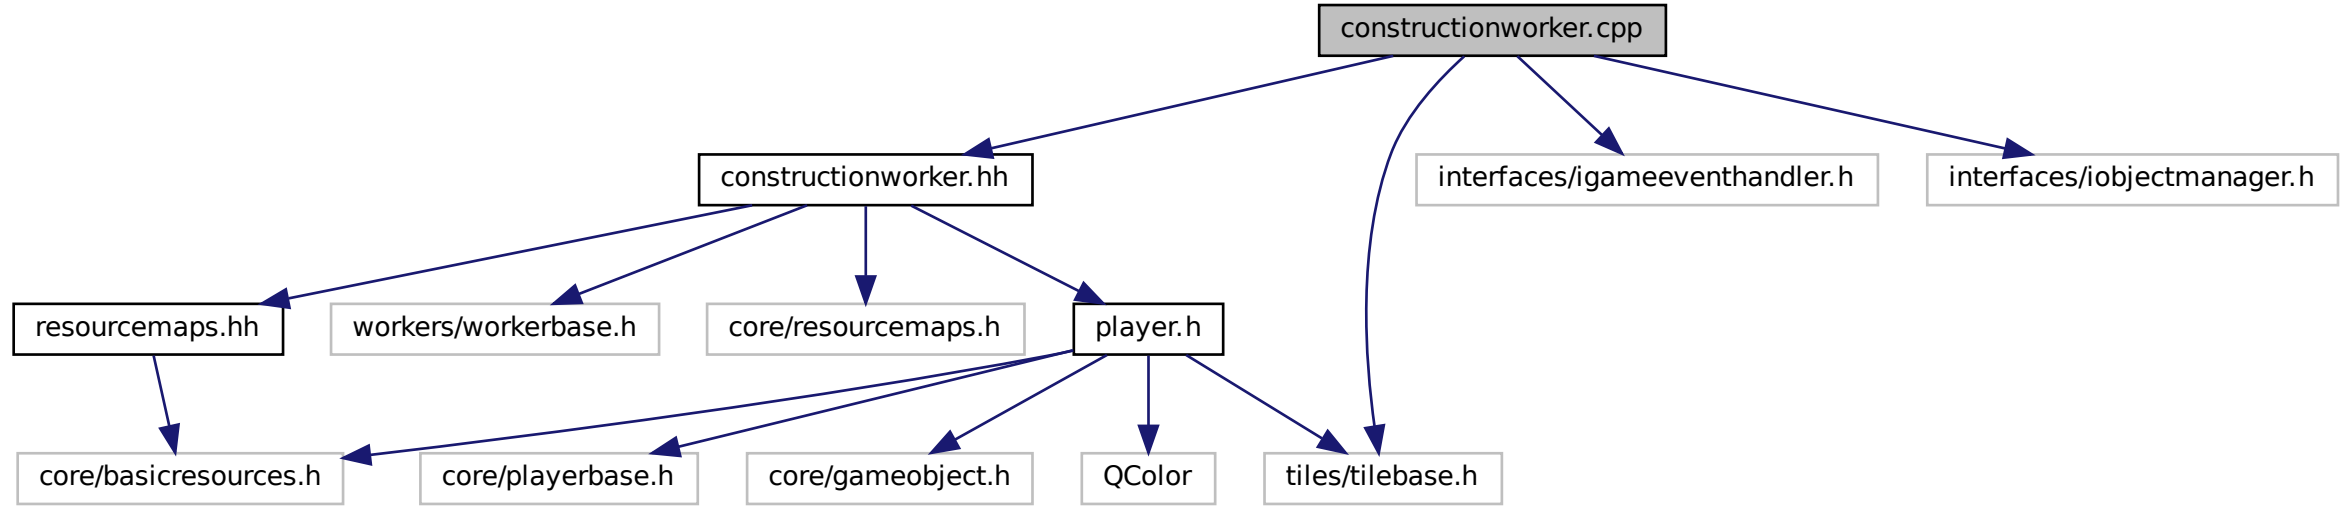 constructionworker.cpp
constructionworker.hh
interfaces/igameeventhandler.h
interfaces/iobjectmanager.h
resourcemaps.hh
workers/workerbase.h
core/resourcemaps.h
player.h
core/basicresources.h
core/playerbase.h
core/gameobject.h
QColor
tiles/tilebase.h